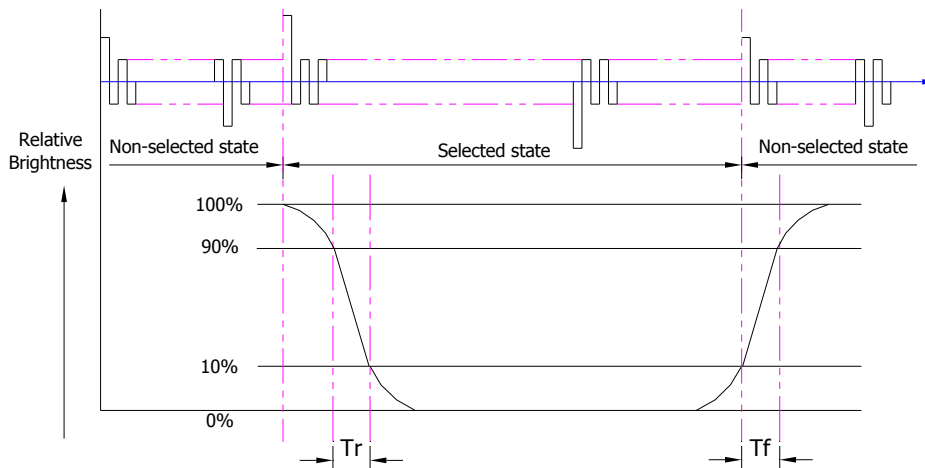 Relative
Brightness
Non-selected state
Selected state
Non-selected state
100%
90%
10%
0%
Tr
Tf